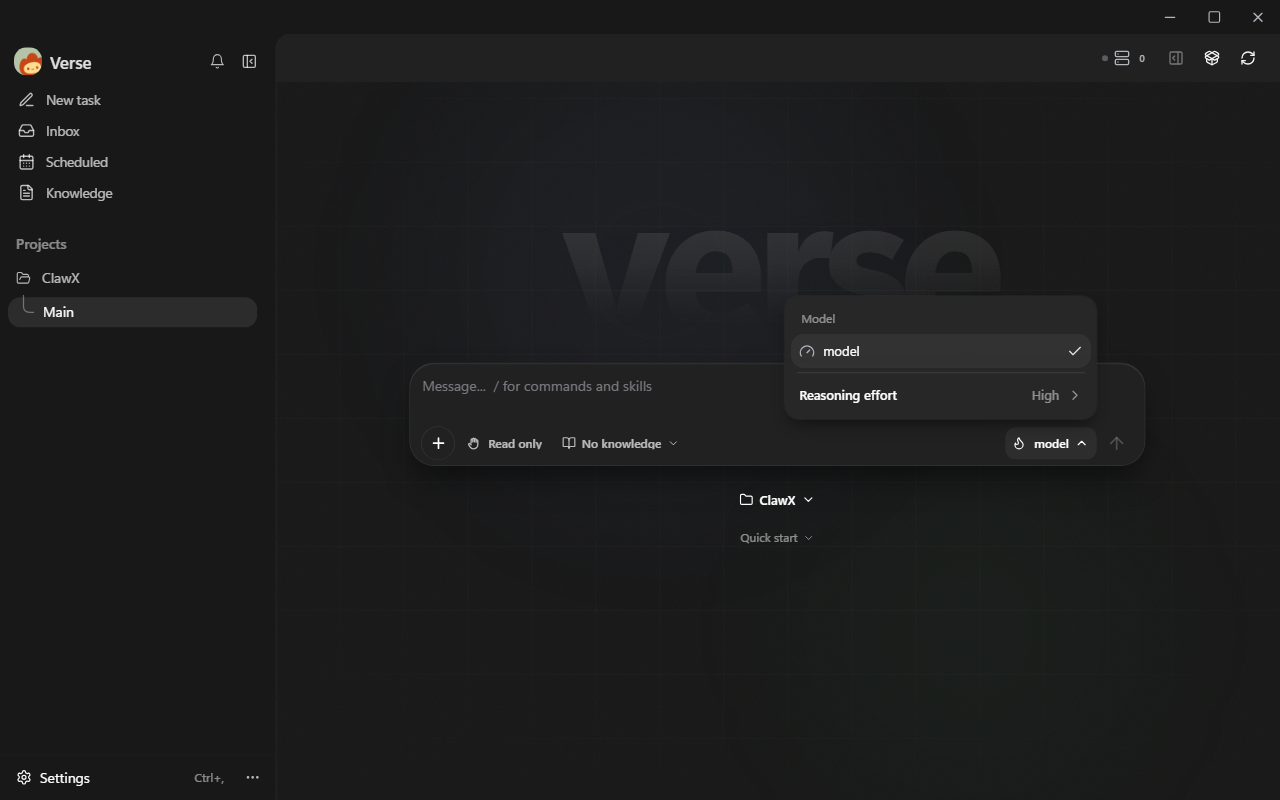 Verse
New task
Inbox
Scheduled
Knowledge
Projects
ClawX
Main
0
verse
Model
model
Reasoning effort High
Message... / for commands and skills
Read only
No knowledge
model
ClawX
Quick start
Settings
Ctrl+,